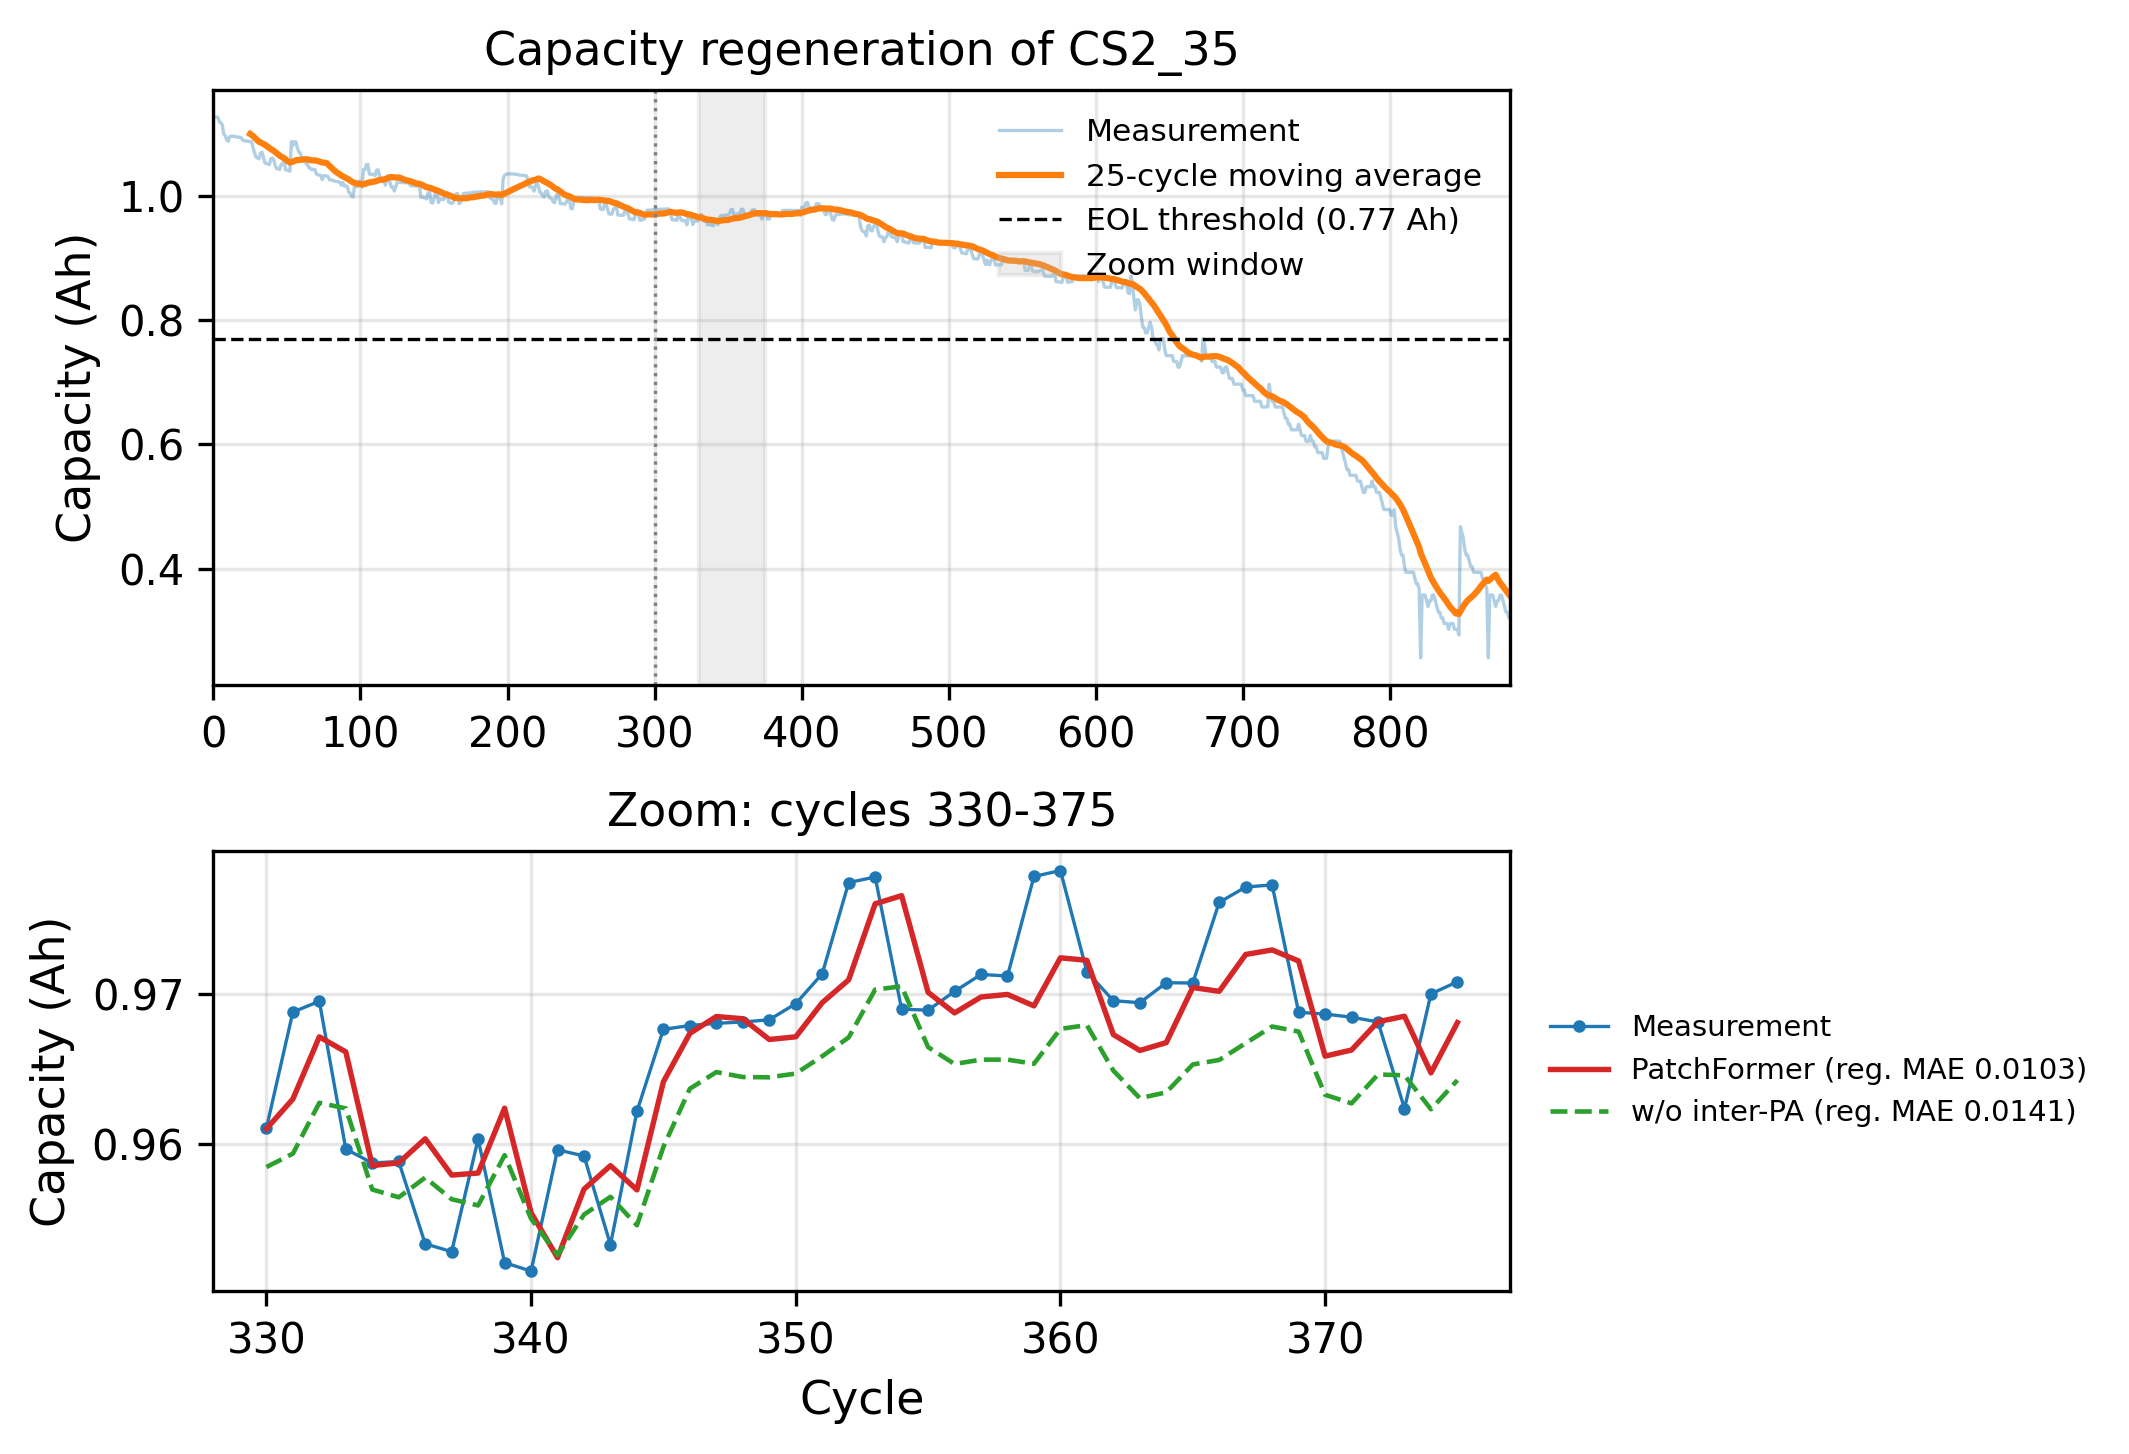 Capacity regeneration of CS2_35
Capacity (Ah)
1.0
0.8
0.6
0.4
Measurement
25-cycle moving average
EOL threshold (0.77 Ah)
Zoom window
0 100 200 300 400 500 600 700 800
Zoom: cycles 330-375
Capacity (Ah)
0.97
0.96
330 340 350 360 370
Cycle
Measurement
PatchFormer (reg. MAE 0.0103)
w/o inter-PA (reg. MAE 0.0141)